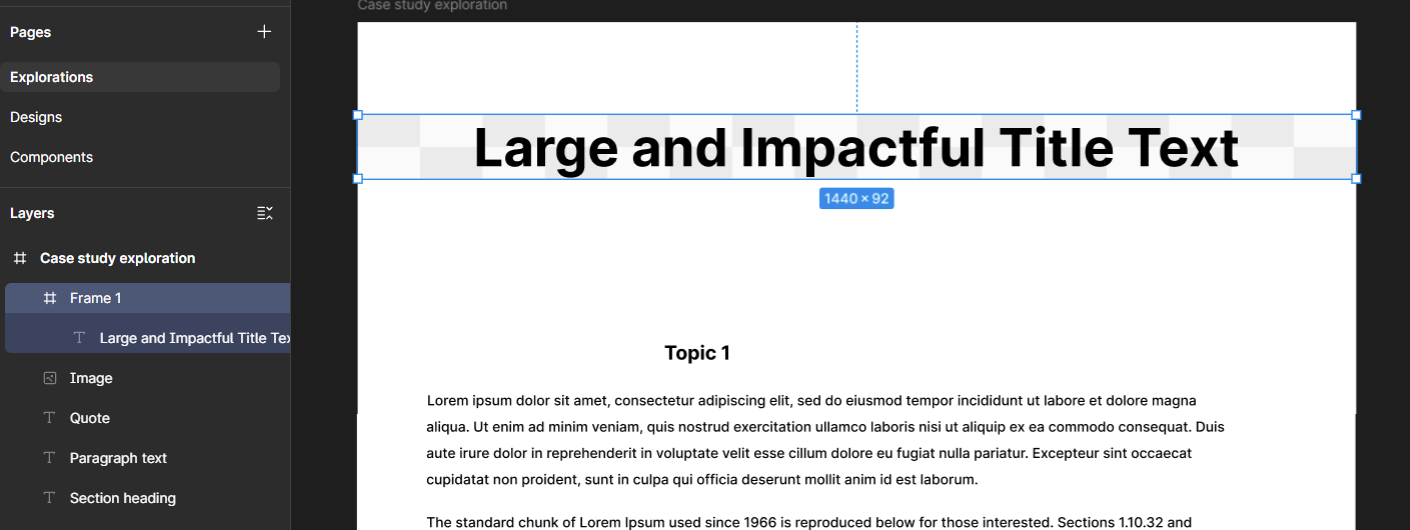 Case study exploration
Pages
Explorations
Designs
Components
Layers
Case study exploration
Frame 1
Large and Impactful Title Tex
Image
Quote
Paragraph text
Section heading
Large and Impactful Title Text
1440 × 92
Topic 1
Lorem ipsum dolor sit amet, consectetur adipiscing elit, sed do eiusmod tempor incididunt ut labore et dolore magna
aliqua. Ut enim ad minim veniam, quis nostrud exercitation ullamco laboris nisi ut aliquip ex ea commodo consequat. Duis
aute irure dolor in reprehenderit in voluptate velit esse cillum dolore eu fugiat nulla pariatur. Excepteur sint occaecat
cupidatat non proident, sunt in culpa qui officia deserunt mollit anim id est laborum.
The standard chunk of Lorem Ipsum used since 1966 is reproduced below for those interested. Sections 1.10.32 and